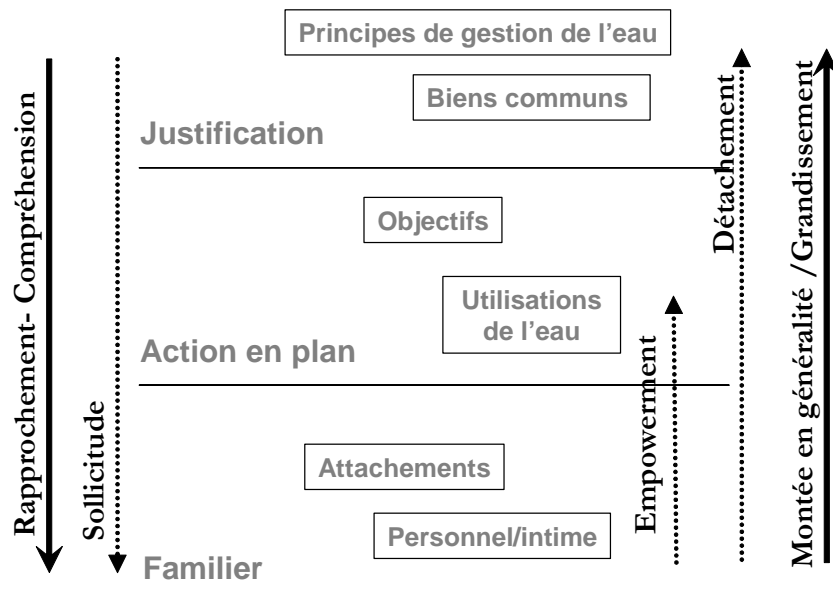 Principes de gestion de l'eau
Biens communs
Justification
Objectifs
Utilisations
de l'eau
Action en plan
Attachements
Personnel/intime
Familier
Rapprochement- Compréhension
Sollicitude
Empowerment
Détachement
Montée en généralité /Grandissement